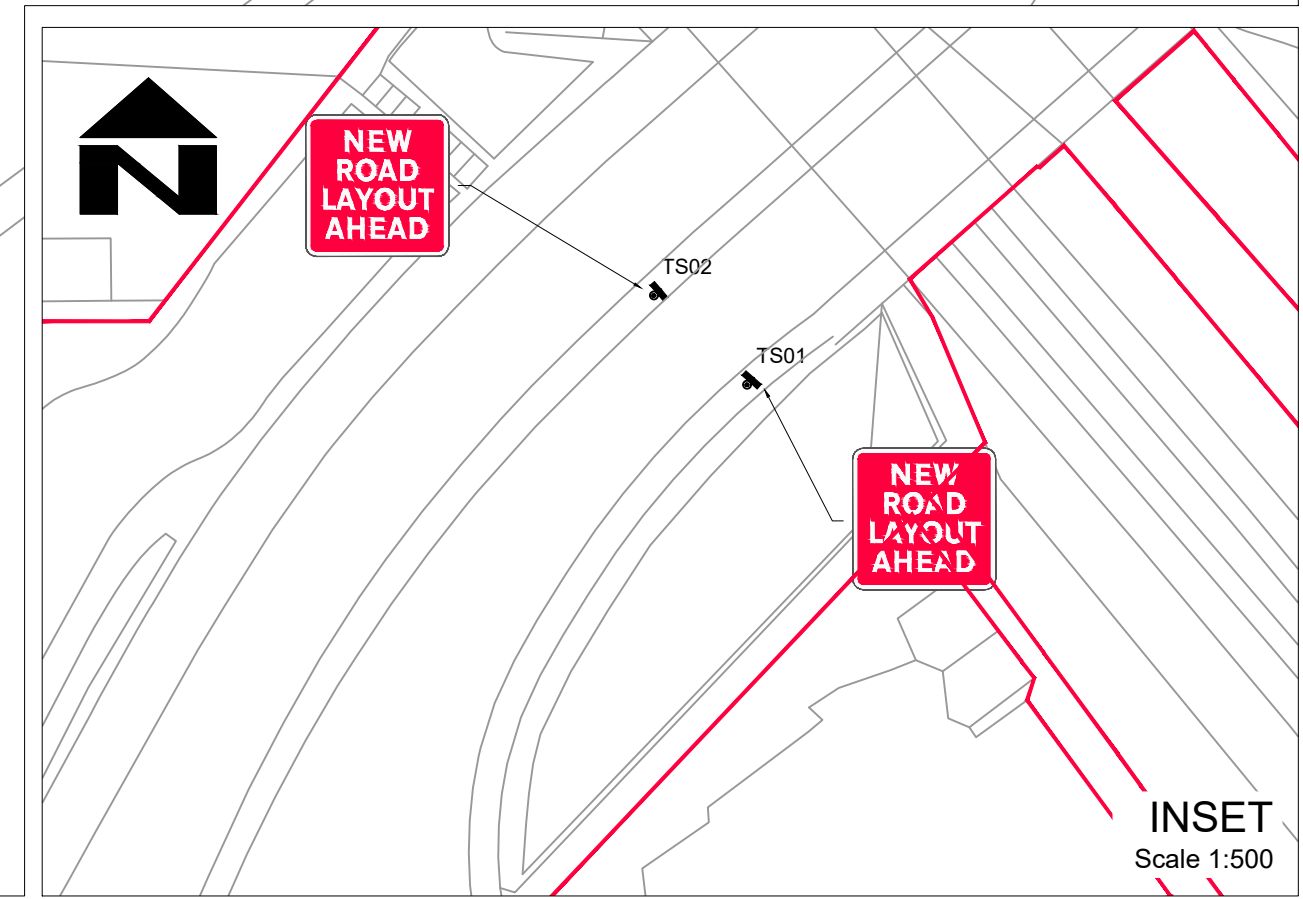 N
NEW
ROAD
LAYOUT
AHEAD
TS02
TS01
NEW
ROAD
LAYOUT
AHEAD
INSET
Scale 1:500